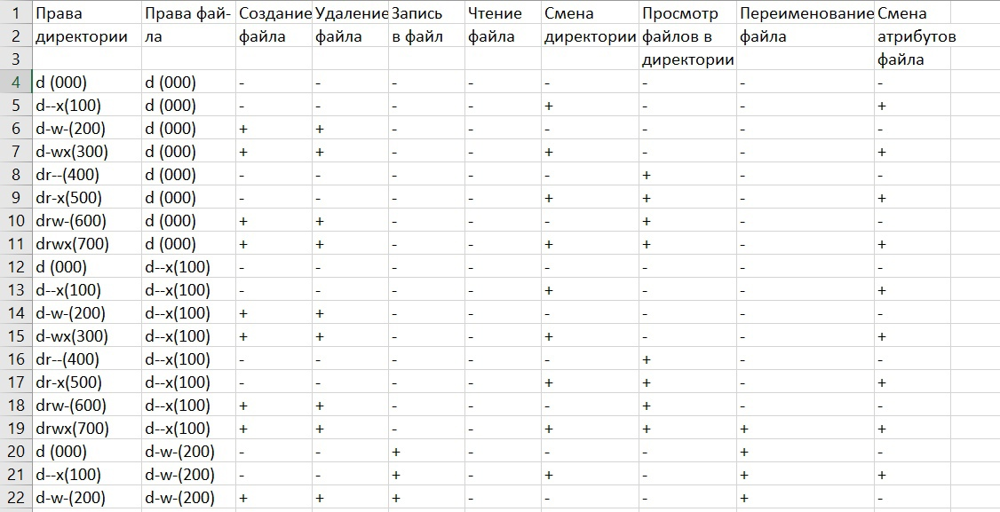 1 Права Права фай- Создание Удаление Запись Чтение Смена Просмотр Переименование Смена
2 директории ла файла файла в файл файла директории файлов в файла атрибутов
3 директории файла
4 d (000) d (000) - - - - - - - -
5 d--x(100) d (000) - - - - + - - +
6 d-w-(200) d (000) + + - - - - - -
7 d-wx(300) d (000) + + - - + - - +
8 dr--(400) d (000) - - - - - + - -
9 dr-x(500) d (000) - - - - + + - +
10 drw-(600) d (000) + + - - - + - -
11 drwx(700) d (000) + + - - + + - +
12 d (000) d--x(100) - - - - - - - -
13 d--x(100) d--x(100) - - - - + - - +
14 d-w-(200) d--x(100) + + - - - - - -
15 d-wx(300) d--x(100) + + - - + - - +
16 dr--(400) d--x(100) - - - - - + - -
17 dr-x(500) d--x(100) - - - - + + - +
18 drw-(600) d--x(100) + + - - - + - -
19 drwx(700) d--x(100) + + - - + + + +
20 d (000) d-w-(200) - - + - - - + -
21 d--x(100) d-w-(200) - - + - + - + +
22 d-w-(200) d-w-(200) + + + - - - + -